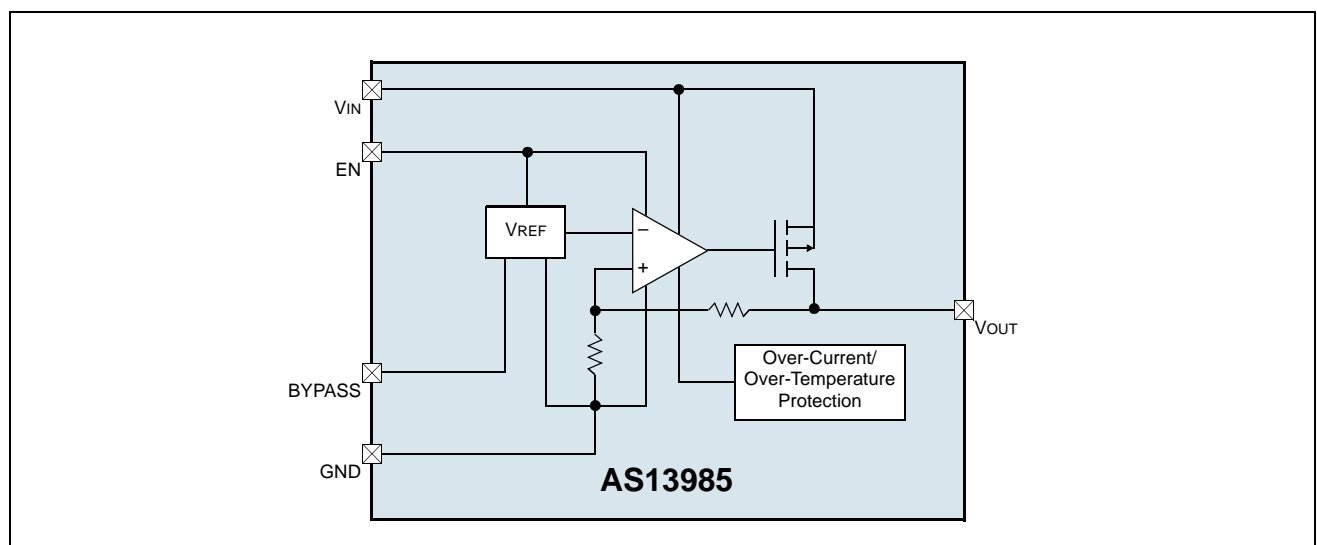 VIN
EN
VREF
−
+
VOUT
Over-Current/
Over-Temperature
Protection
BYPASS
GND
AS13985